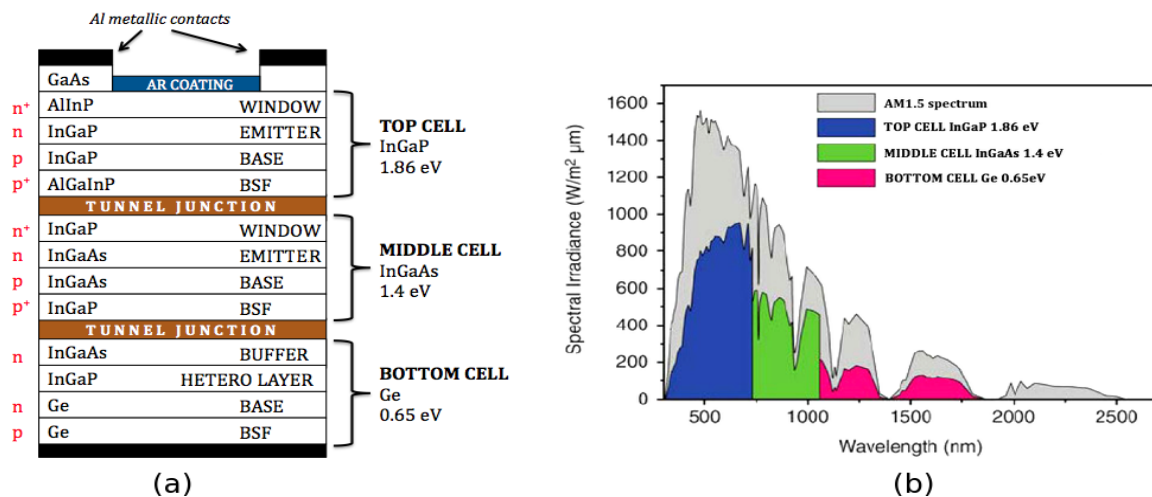 Al metallic contacts
GaAs
AR COATING
n+ AlInP WINDOW
n InGaP EMITTER
p InGaP BASE
p+ AlGaInP BSF
TOP CELL
InGaP
1.86 eV
TUNNEL JUNCTION
n+ InGaP WINDOW
n InGaAs EMITTER
p InGaAs BASE
p+ InGaP BSF
MIDDLE CELL
InGaAs
1.4 eV
TUNNEL JUNCTION
n InGaAs BUFFER
InGaP HETERO LAYER
n Ge BASE
p Ge BSF
BOTTOM CELL
Ge
0.65 eV
(a)
AM1.5 spectrum
TOP CELL InGaP 1.86 eV
MIDDLE CELL InGaAs 1.4 eV
BOTTOM CELL Ge 0.65eV
Spectral Irradiance (W/m² µm)
1600
1400
1200
1000
800
600
400
200
0
500 1000 1500 2000 2500
Wavelength (nm)
(b)